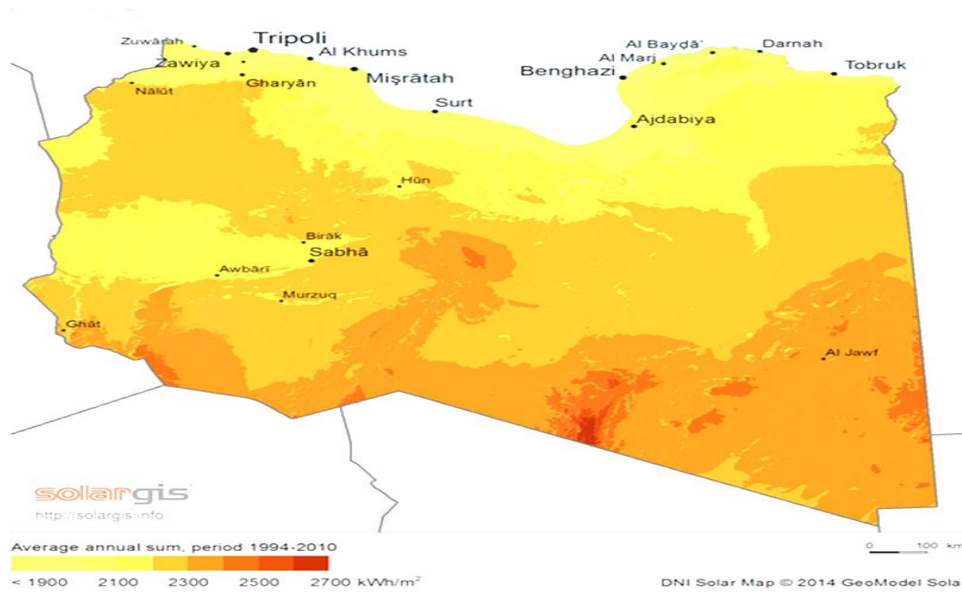 Zuwārah
Tripoli
Al Khums
Zawiya
Mişrātah
Gharyān
Nālūt
Surt
Al Bayḑā'
Darnah
Al Marj
Benghazi
Tobruk
Ajdabiya
Hūn
Birāk
Sabhā
Awbārī
Murzuq
Ghāt
Al Jawf
solargis
http://solargis.info
Average annual sum, period 1994-2010
< 1900 2100 2300 2500 2700 kWh/m²
0 100 km
DNI Solar Map © 2014 GeoModel Sola